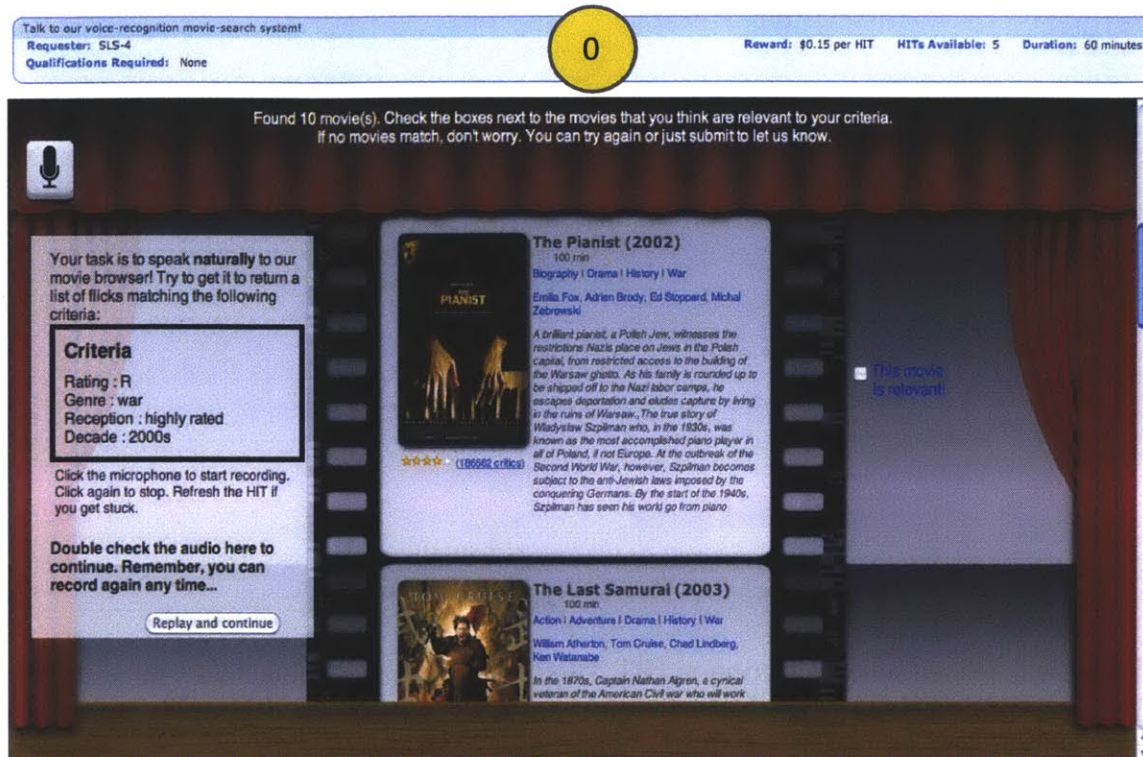 Talk to our voice-recognition movie-search system!
Requester: SLS-4
Qualifications Required: None
0
Reward: $0.15 per HIT HITs Available: 5 Duration: 60 minutes
Found 10 movie(s). Check the boxes next to the movies that you think are relevant to your criteria.
If no movies match, don't worry. You can try again or just submit to let us know.
Your task is to speak naturally to our
movie browser! Try to get it to return a
list of flicks matching the following
criteria:
Criteria
Rating : R
Genre : war
Reception : highly rated
Decade : 2000s
Click the microphone to start recording.
Click again to stop. Refresh the HIT if
you get stuck.
Double check the audio here to
continue. Remember, you can
record again any time...
Replay and continue
PIANIST
The Pianist (2002)
100 min
Biography | Drama | History | War
Emilia Fox, Adrien Brody, Ed Stoppard, Michal
Zebrowski
A brilliant pianist, a Polish Jew, witnesses the
restrictions Nazis place on Jews in the Polish
capital, from restricted access to the building of
the Warsaw ghetto. As his family is rounded up to
be shipped off to the Nazi labor camps, he
escapes deportation and eludes capture by living
in the ruins of Warsaw.,The true story of
Wladyslaw Szpilman who, in the 1930s, was
known as the most accomplished piano player in
all of Poland, if not Europe. At the outbreak of the
Second World War, however, Szpilman becomes
subject to the anti-Jewish laws imposed by the
conquering Germans. By the start of the 1940s,
Szpilman has seen his world go from piano
(186562 critics)
This movie
is relevant!
TOM CRUISE
The Last Samurai (2003)
100 min
Action | Adventure | Drama | History | War
William Atherton, Tom Cruise, Chad Lindberg,
Ken Watanabe
In the 1870s, Captain Nathan Algren, a cynical
veteran of the American Civil war who will work